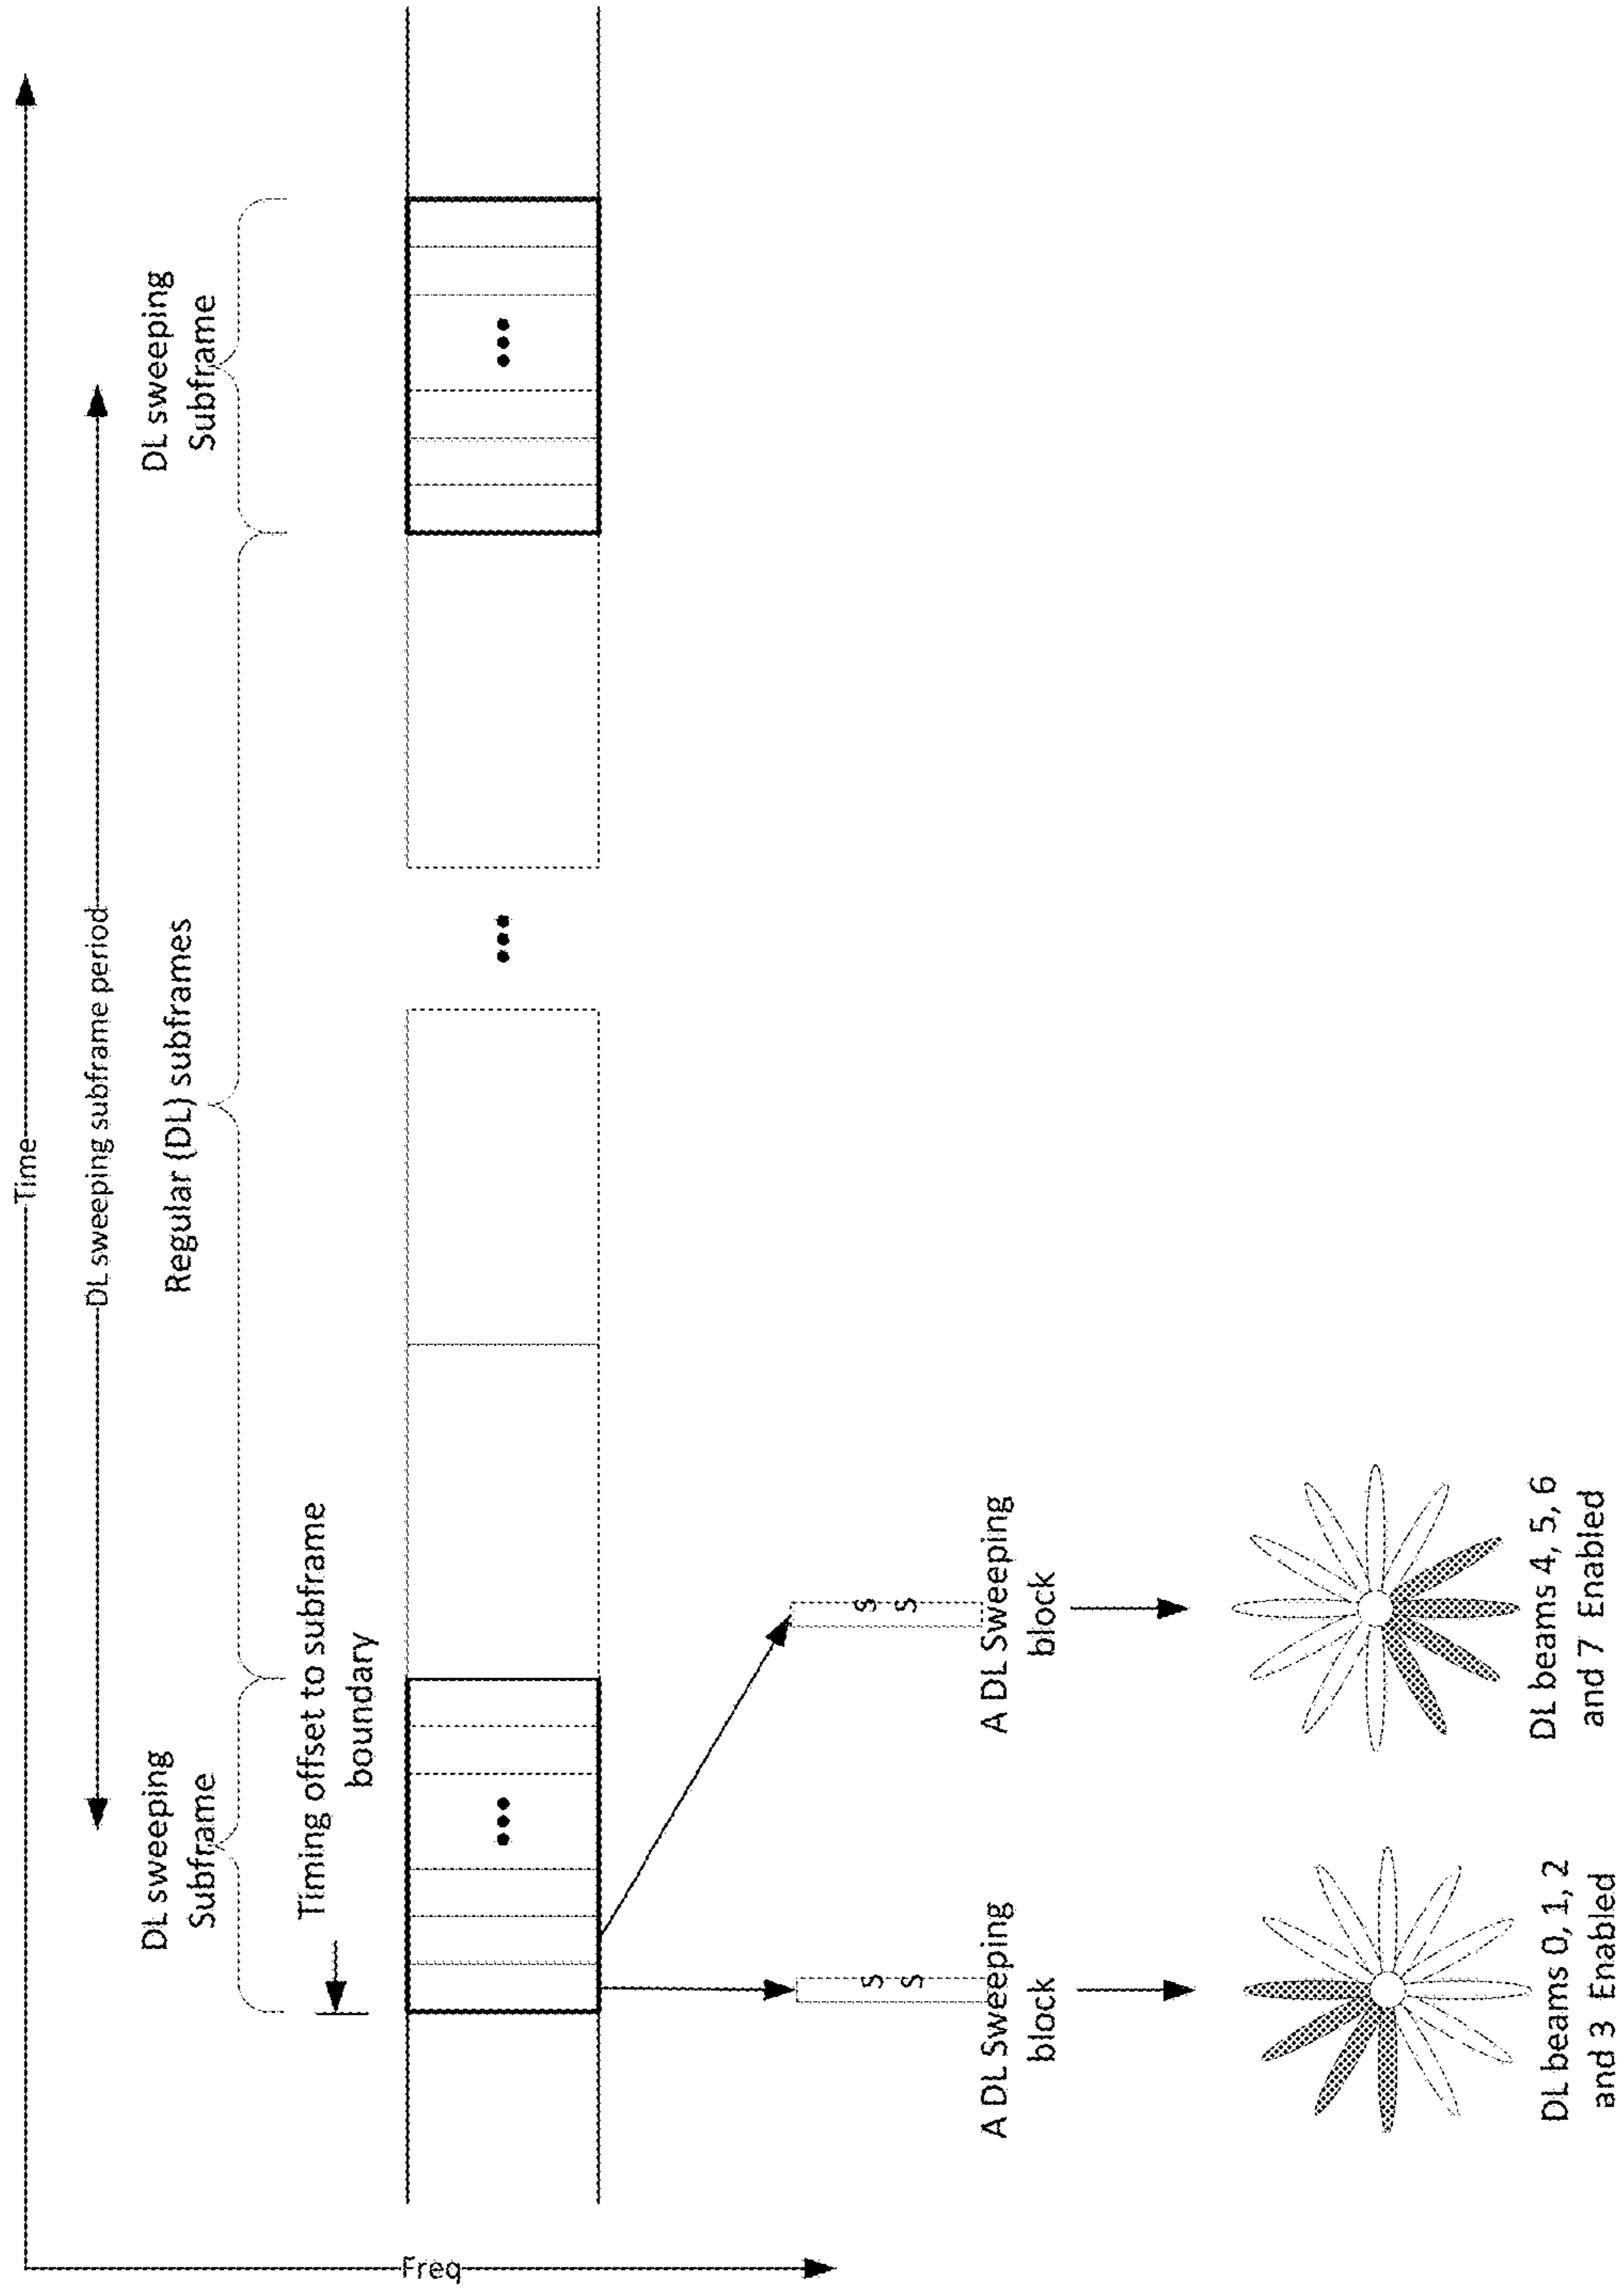 Time
DL sweeping subframe period
DL sweeping
Subframe
Regular (DL) subframes
DL sweeping
Subframe
Timing offset to subframe
boundary
•••
•••
•••
Freq
S
S
A DL Sweeping
block
S
S
A DL Sweeping
block
DL beams 0, 1, 2
and 3 Enabled
DL beams 4, 5, 6
and 7 Enabled